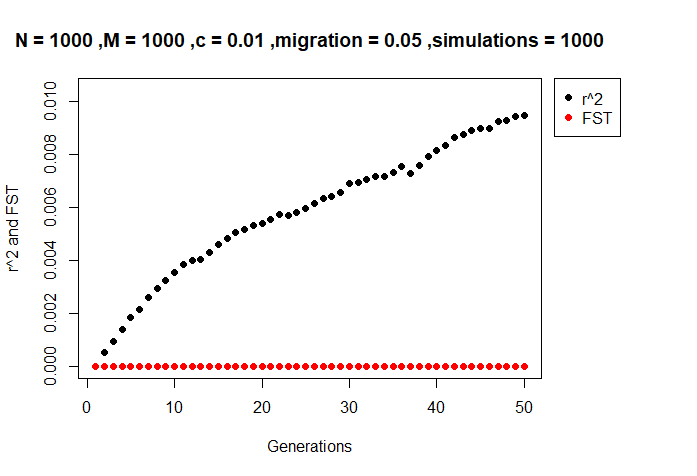 N = 1000 ,M = 1000 ,c = 0.01 ,migration = 0.05 ,simulations = 1000
r^2
FST
r^2 and FST
0.010
0.008
0.006
0.004
0.002
0.000
0 10 20 30 40 50
Generations